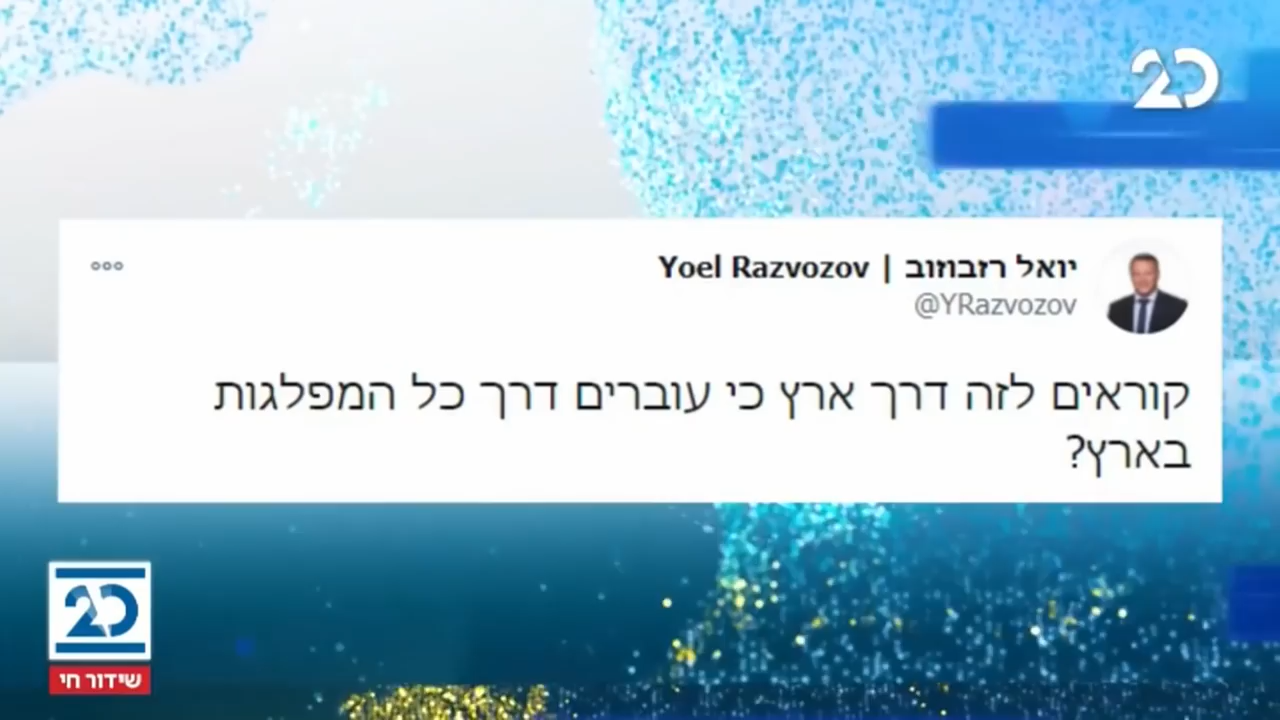 20
יואל רזבוזוב | Yoel Razvozov
@YRazvozov
קוראים לזה דרך ארץ כי עוברים דרך כל המפלגות
בארץ?
20
שידור חי